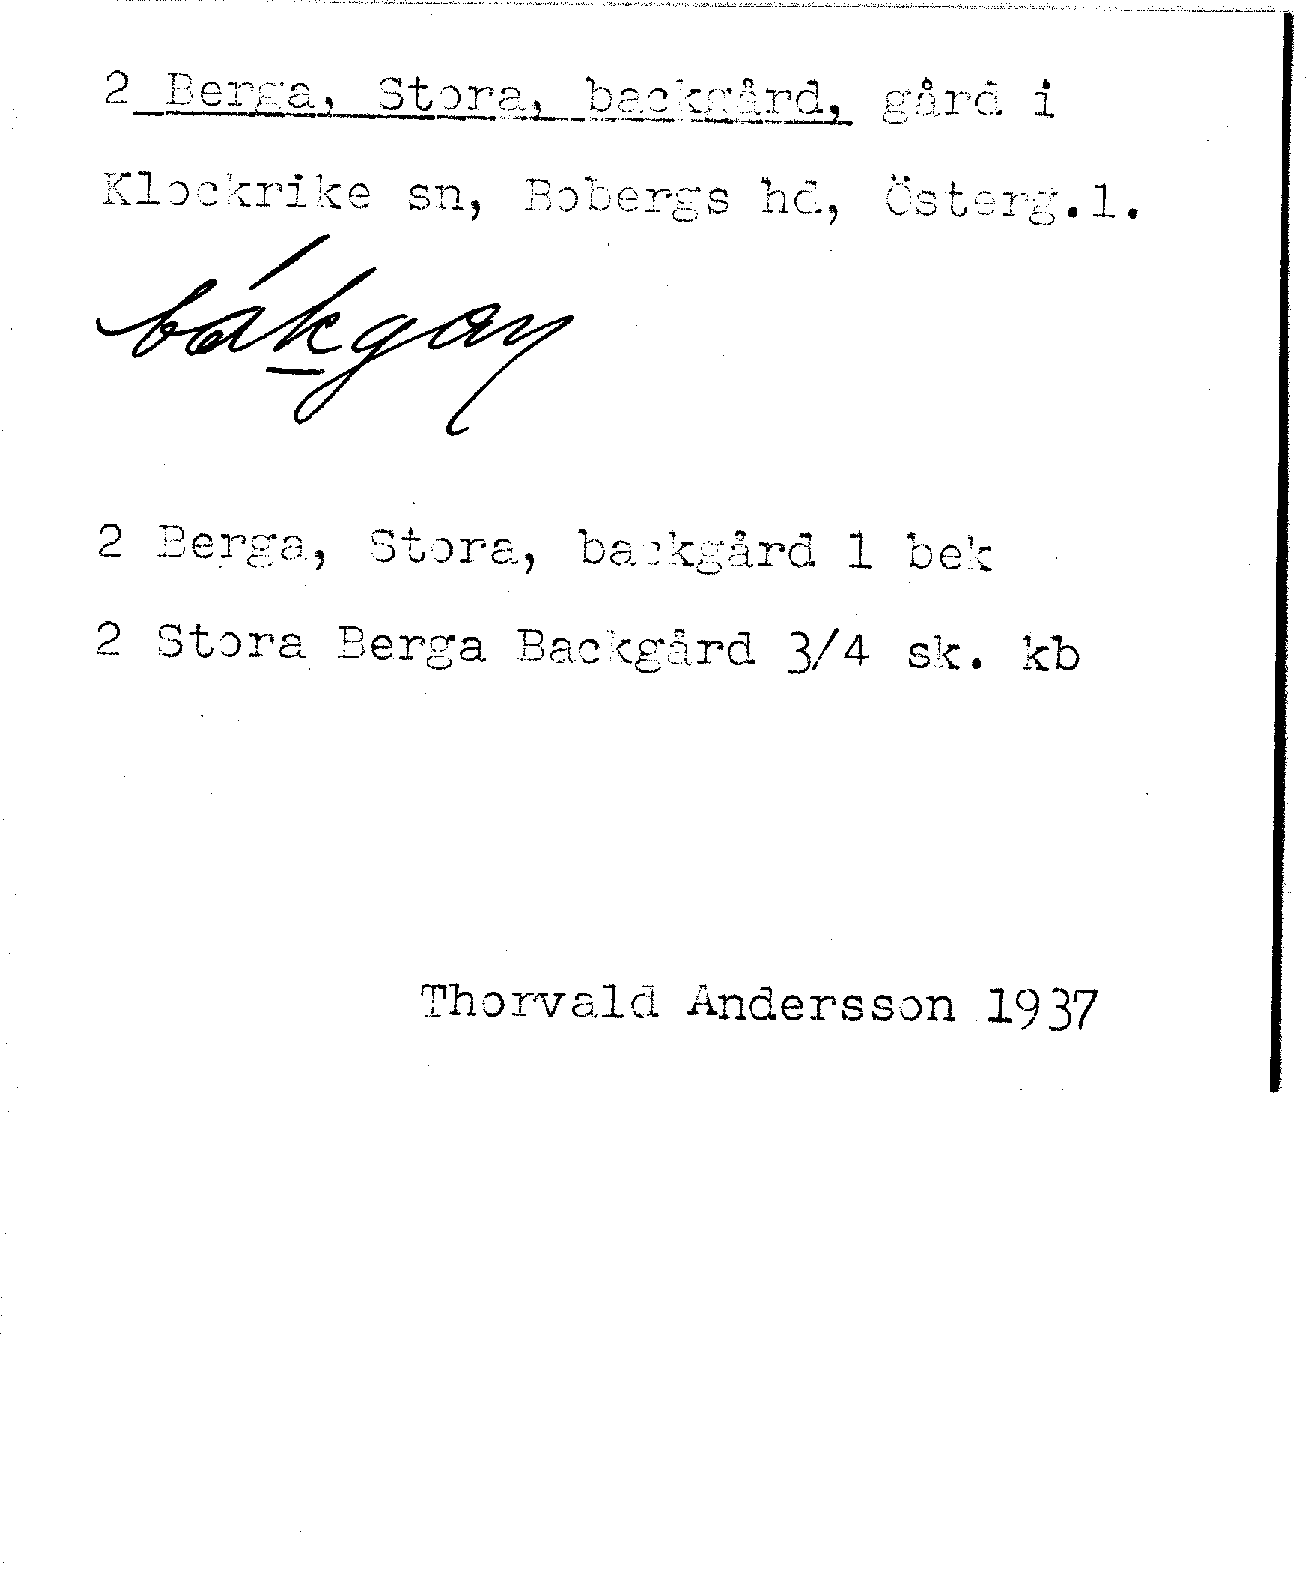 2 Berga, Stora, backgård, gård i
Klockrike sn, Bobergs hd, Österg.l.
2 Berga, Stora, backgård 1 bek
2 Stora Berga Backgård 3/4 sk. kb
Thorvald Andersson 1937